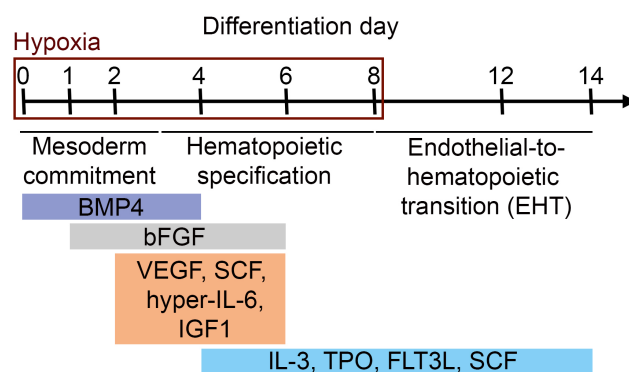 Differentiation day
Hypoxia
0 1 2 4 6 8 12 14
Mesoderm
commitment
Hematopoietic
specification
Endothelial-to-
hematopoietic
transition (EHT)
BMP4
bFGF
VEGF, SCF,
hyper-IL-6,
IGF1
IL-3, TPO, FLT3L, SCF